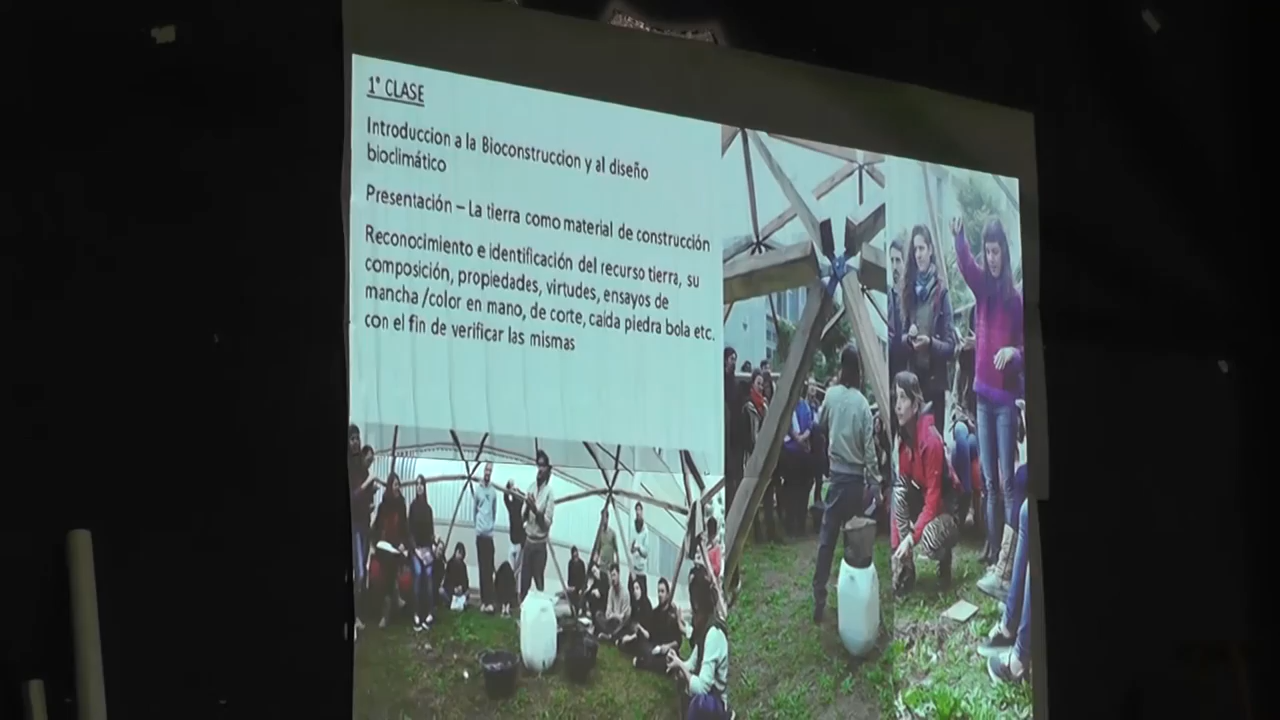 1° CLASE
Introduccion a la Bioconstruccion y al diseño
bioclimático
Presentación – La tierra como material de construcción
Reconocimiento e identificación del recurso tierra, su
composición, propiedades, virtudes, ensayos de
mancha /color en mano, de corte, caída piedra bola etc.
con el fin de verificar las mismas